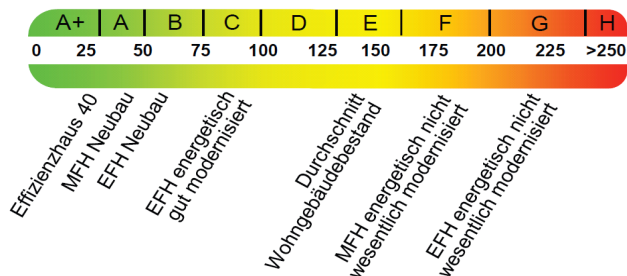 A+ A B C D E F G H
0 25 50 75 100 125 150 175 200 225 >250
Effizienzhaus 40
MFH Neubau
EFH Neubau
EFH energetisch
gut modernisiert
Durchschnitt
Wohngebäudebestand
MFH energetisch nicht
wesentlich modernisiert
EFH energetisch nicht
wesentlich modernisiert